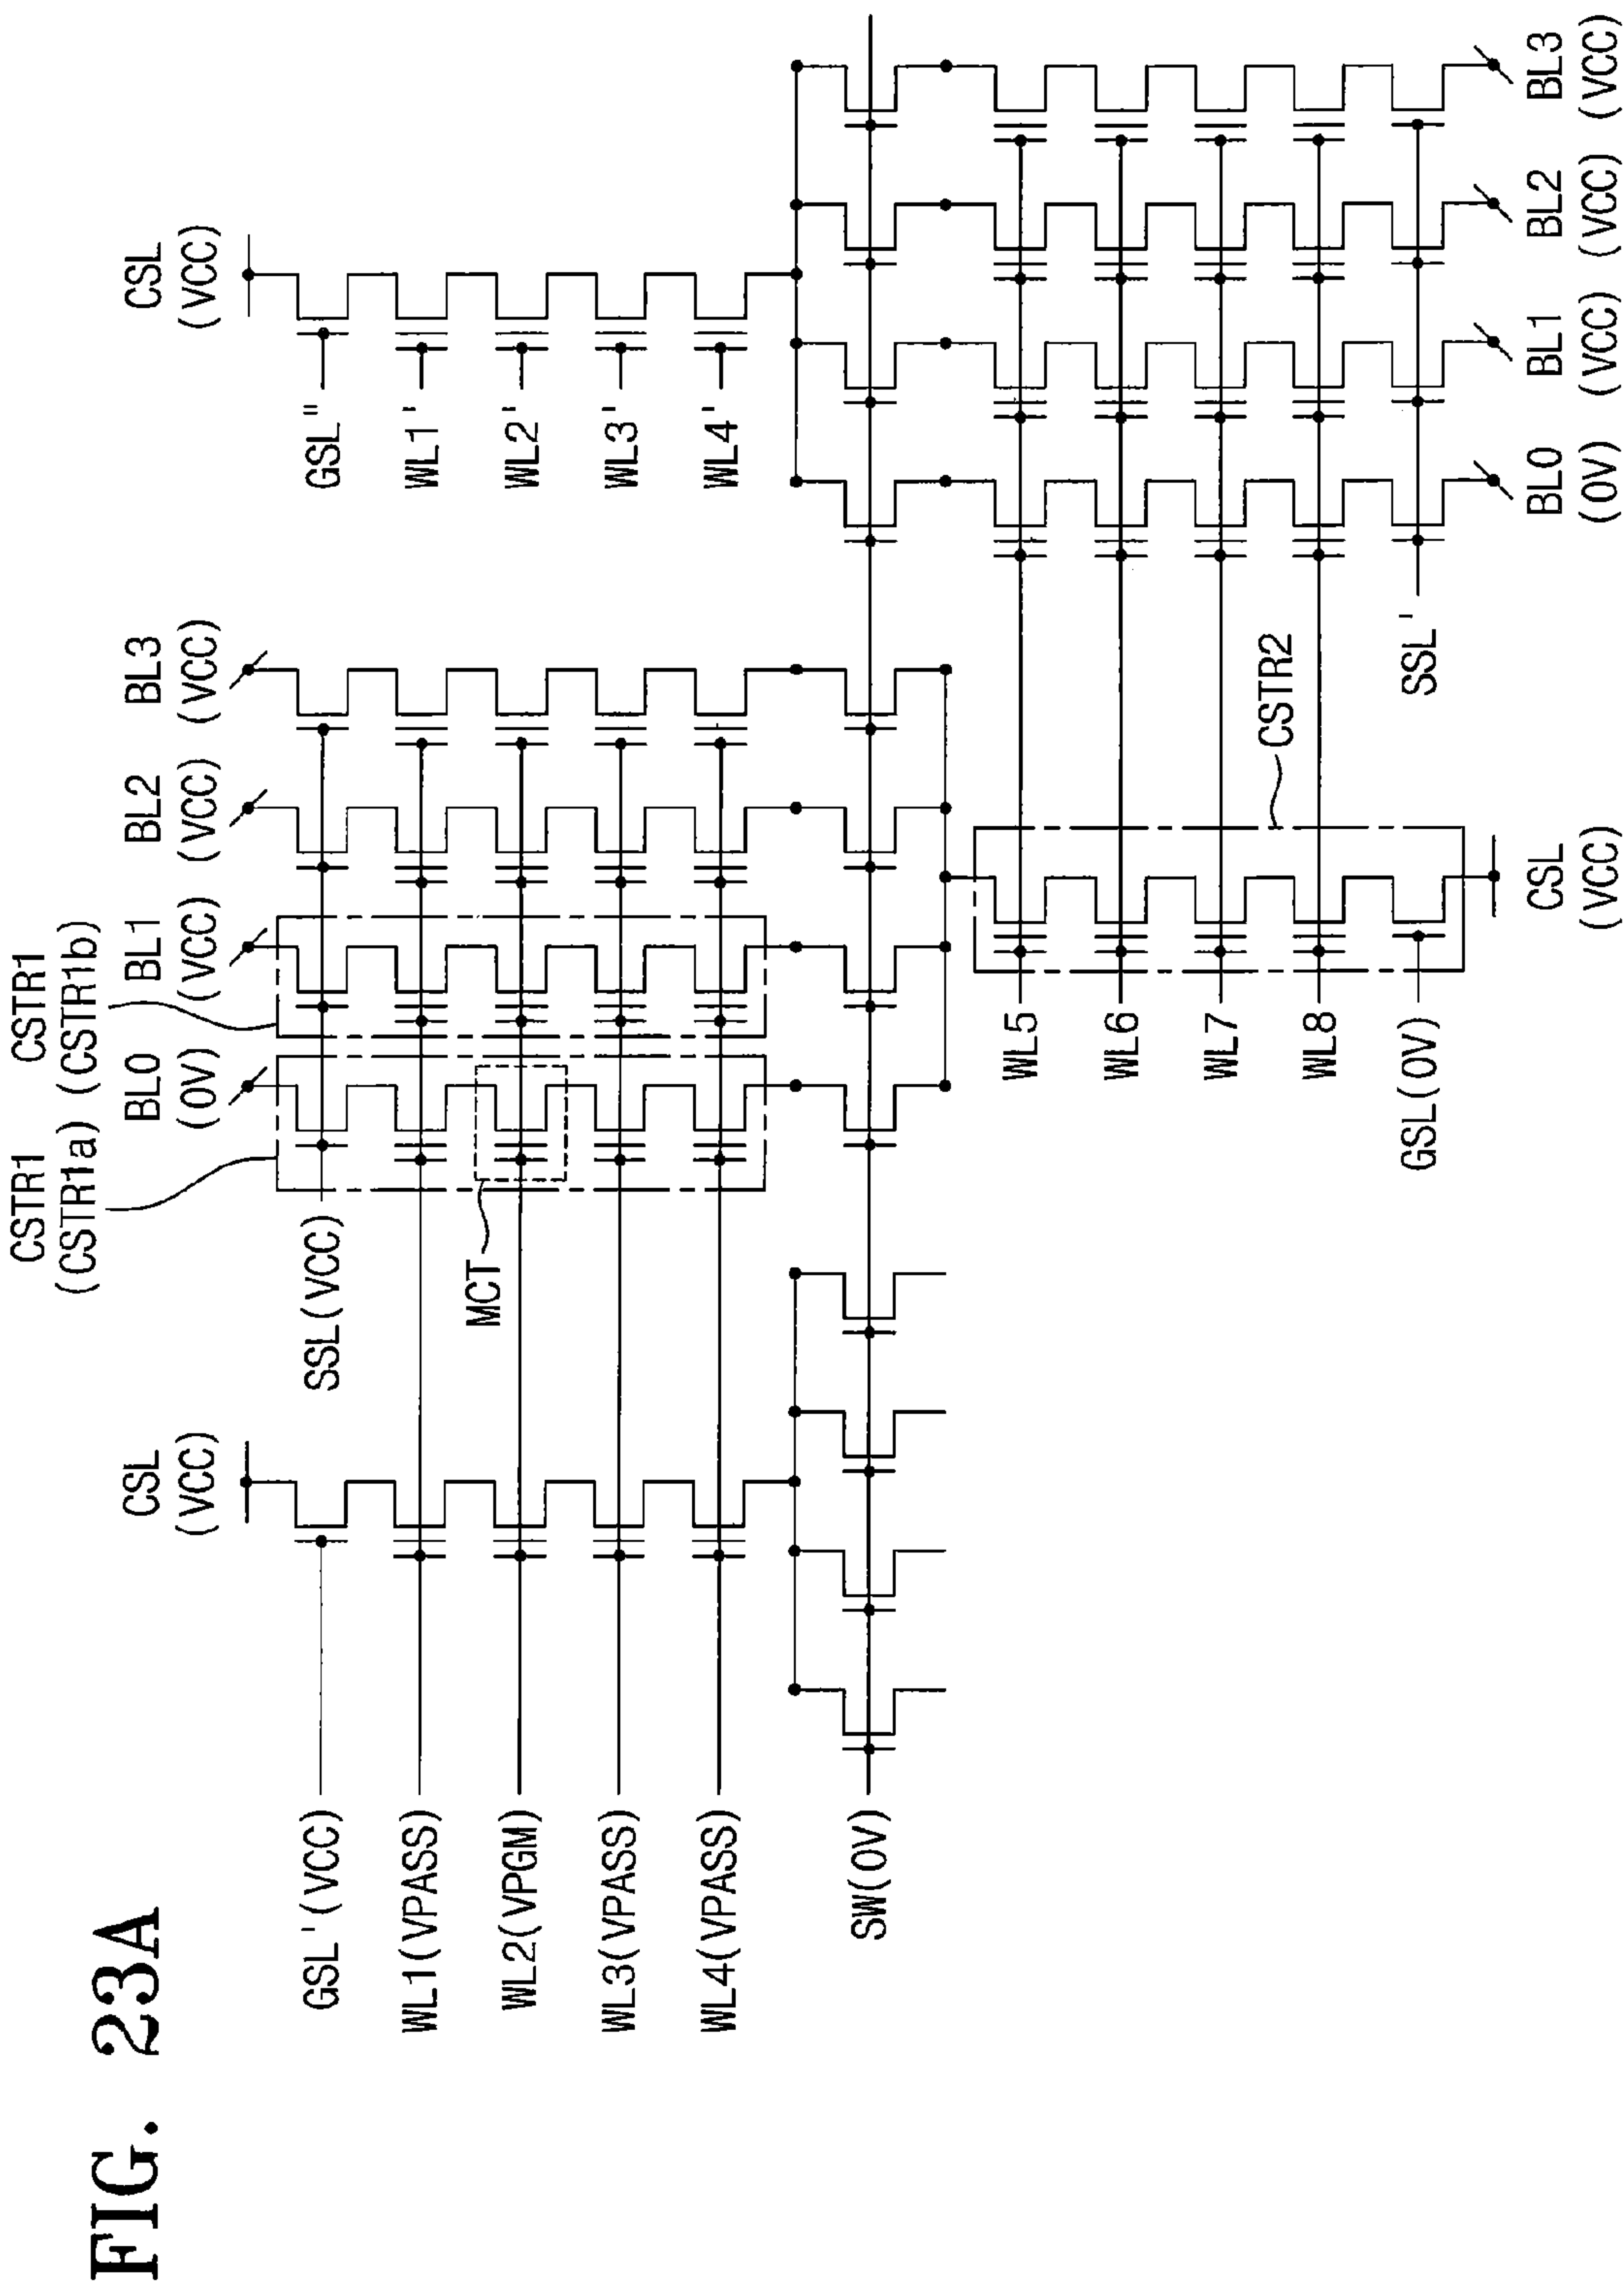 FIG. 23A
CSTR1
(CSTR1a)
CSTR1
(CSTR1b)
CSL
(VCC)
BL0
(0V)
BL1
(VCC)
BL2
(VCC)
BL3
(VCC)
CSL
(VCC)
GSL'(VCC)
SSL(VCC)
GSL"
WL1(VPASS)
WL1'
WL2(VPGM)
MCT
WL2'
WL3(VPASS)
WL3'
WL4(VPASS)
WL4'
SW(0V)
WL5
WL6
WL7
WL8
GSL(0V)
CSTR2
SSL'
CSL
(VCC)
BL0
(0V)
BL1
(VCC)
BL2
(VCC)
BL3
(VCC)